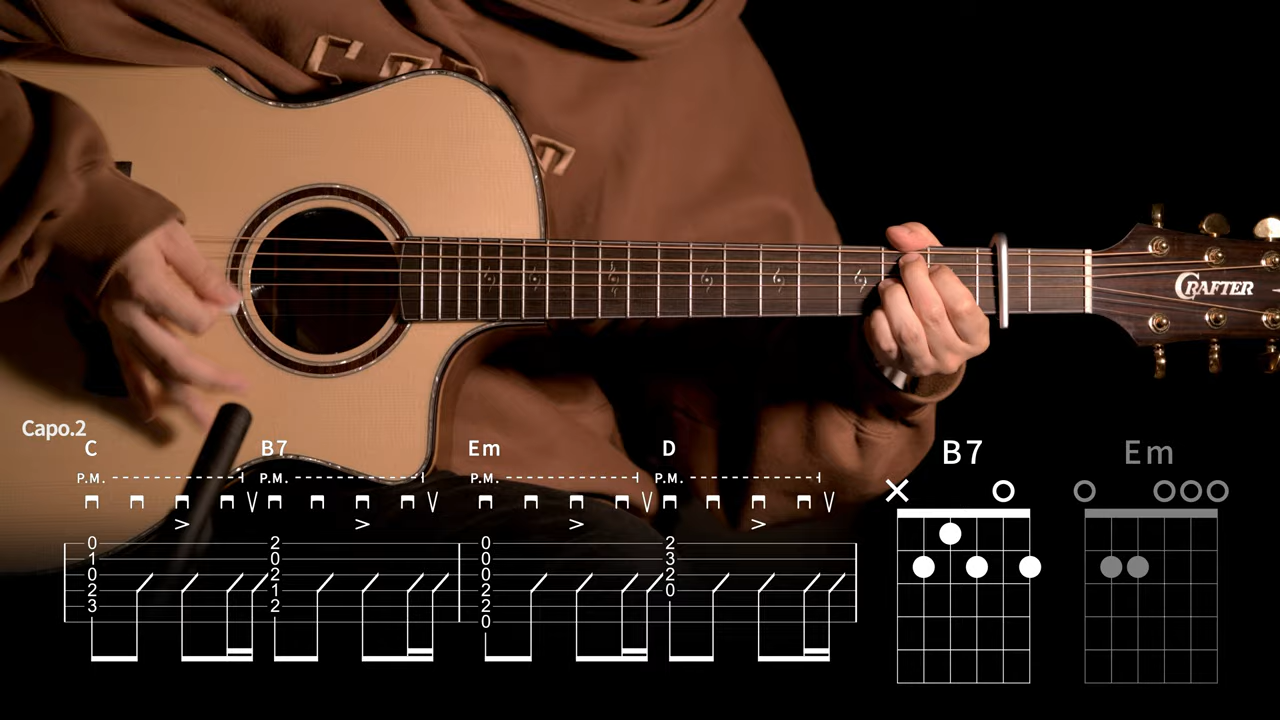 CRAFTER
Capo.2
C B7 Em D
P.M. P.M. P.M. P.M.
V V V V
> > > >
0 2 0 2
1 0 0 3
0 2 0 2
2 1 2 0
3 2 2
0
B7 Em
X O O O O O